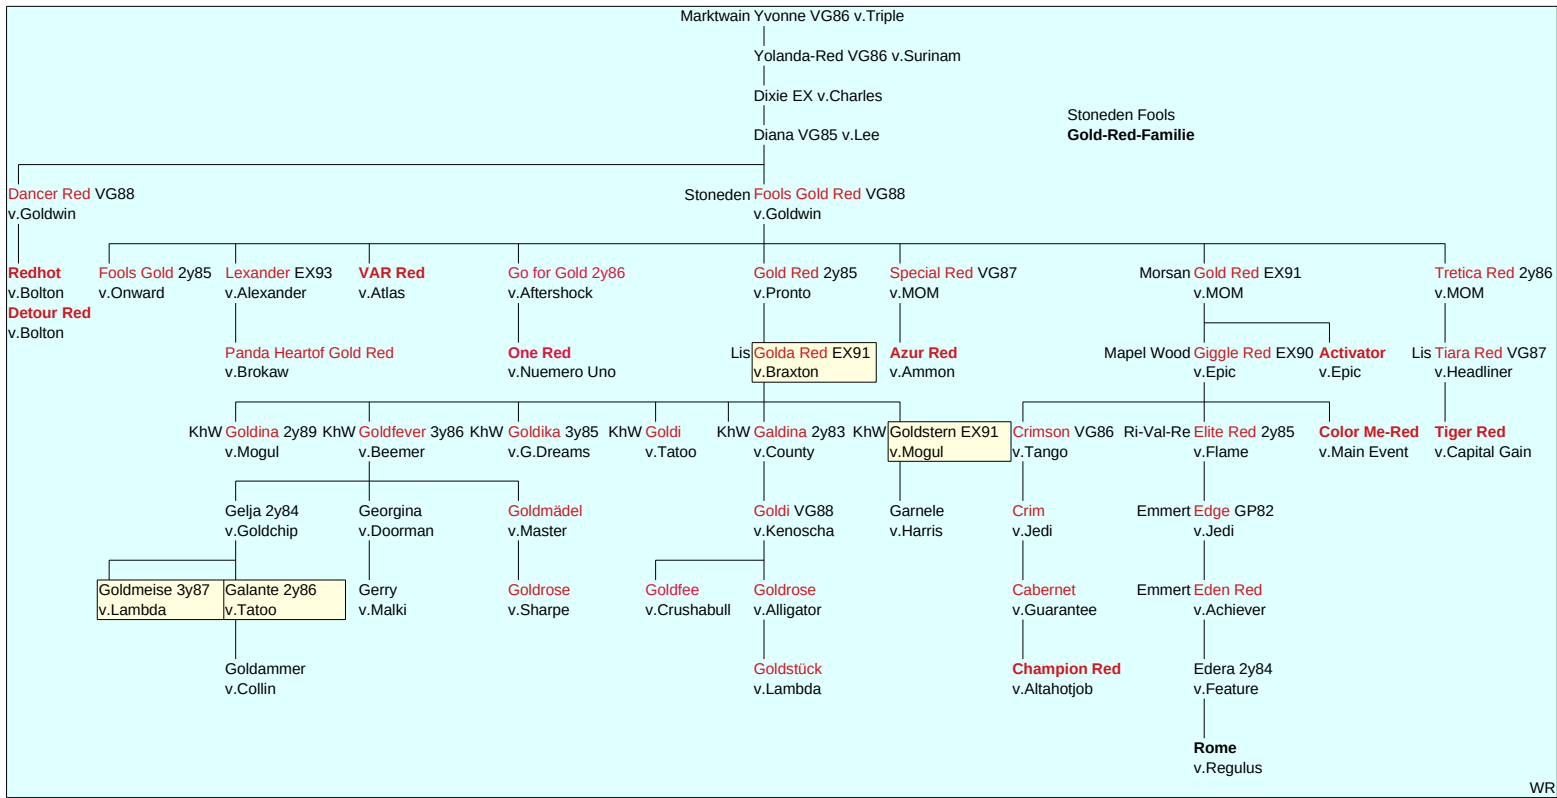 Marktwain Yvonne VG86 v.Triple
Yolanda-Red VG86 v.Surinam
Dixie EX v.Charles
Stoneden Fools
Gold-Red-Familie
Diana VG85 v.Lee
Dancer Red VG88
v.Goldwin
Stoneden Fools Gold Red VG88
v.Goldwin
Redhot
v.Bolton
Detour Red
v.Bolton
Fools Gold 2y85
v.Onward
Lexander EX93
v.Alexander
VAR Red
v.Atlas
Go for Gold 2y86
v.Aftershock
Gold Red 2y85
v.Pronto
Special Red VG87
v.MOM
Morsan Gold Red EX91
v.MOM
Tretica Red 2y86
v.MOM
Panda Heartof Gold Red
v.Brokaw
One Red
v.Nuemero Uno
Lis Golda Red EX91
v.Braxton
Azur Red
v.Ammon
Mapel Wood Giggle Red EX90
v.Epic
Activator
v.Epic
Lis Tiara Red VG87
v.Headliner
KhW Goldina 2y89
v.Mogul
KhW Goldfever 3y86
v.Beemer
KhW Goldika 3y85
v.G.Dreams
KhW Goldi
v.Tatoo
KhW Galdina 2y83
v.County
KhW Goldstern EX91
v.Mogul
Crimson VG86
v.Tango
Ri-Val-Re Elite Red 2y85
v.Flame
Color Me-Red
v.Main Event
Tiger Red
v.Capital Gain
Gelja 2y84
v.Goldchip
Georgina
v.Doorman
Goldmädel
v.Master
Goldi VG88
v.Kenoscha
Garnele
v.Harris
Crim
v.Jedi
Emmert Edge GP82
v.Jedi
Goldmeise 3y87
v.Lambda
Galante 2y86
v.Tatoo
Gerry
v.Malki
Goldrose
v.Sharpe
Goldfee
v.Crushabull
Goldrose
v.Alligator
Cabernet
v.Guarantee
Emmert Eden Red
v.Achiever
Goldammer
v.Collin
Goldstück
v.Lambda
Champion Red
v.Altahotjob
Edera 2y84
v.Feature
Rome
v.Regulus
WR